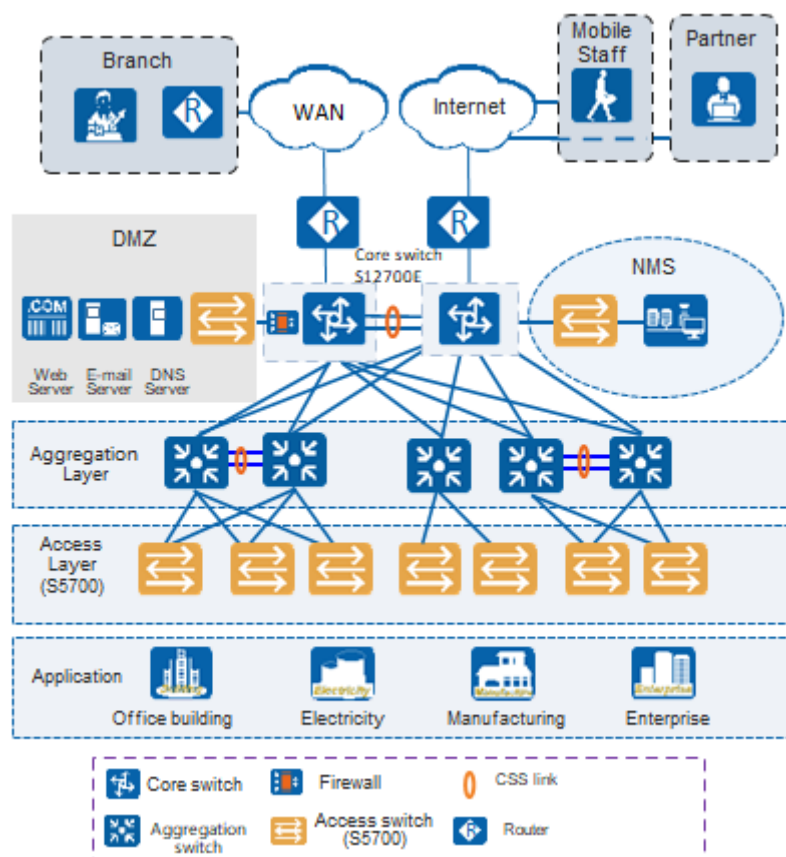 Branch
WAN
Internet
Mobile
Staff
Partner
R
R
R
DMZ
Core switch
S12700E
NMS
.COM
Web
Server
E-mail
Server
DNS
Server
Aggregation
Layer
Access
Layer
(S5700)
Application
Electricity
Enterprise
Office building
Electricity
Manufacturing
Enterprise
Core switch
Firewall
CSS link
Aggregation
switch
Access switch
(S5700)
R
Router